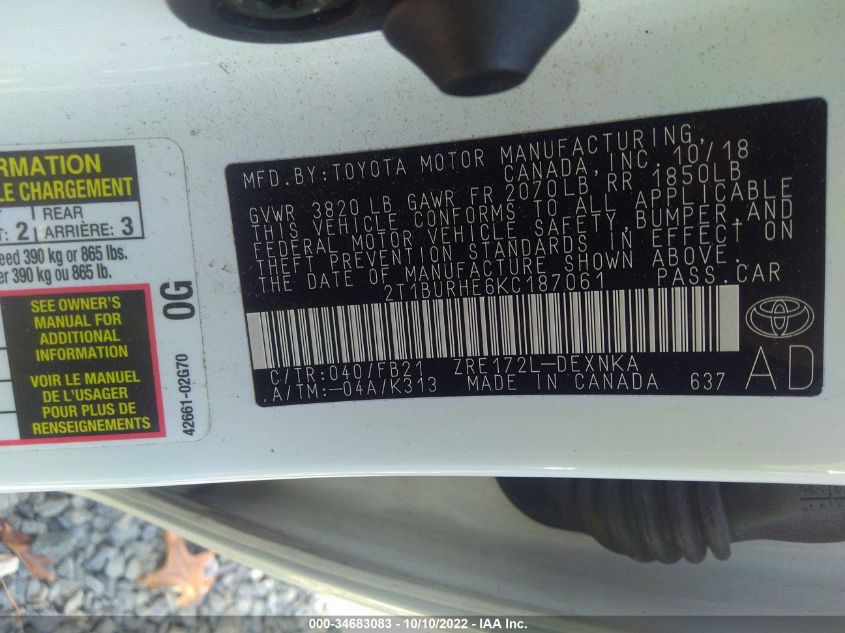 RMATION
LE CHARGEMENT
REAR
: 2 ARRIÈRE: 3
eed 390 kg or 865 lbs.
er 390 kg ou 865 lb.
SEE OWNER'S
MANUAL FOR
ADDITIONAL
INFORMATION
VOIR LE MANUEL
DE L'USAGER
POUR PLUS DE
RENSEIGNEMENTS
0G
42661-02G70
MFD.BY:TOYOTA MOTOR MANUFACTURING,
CANADA, INC. 10/18
GVWR 3820 LB GAWR FR 2070LB RR 1850LB
THIS VEHICLE CONFORMS TO ALL APPLICABLE
FEDERAL MOTOR VEHICLE SAFETY,BUMPER,AND
THEFT PREVENTION STANDARDS IN EFFECT ON
THE DATE OF MANUFACTURE SHOWN ABOVE.
2T1BURHE6KC187061 PASS.CAR
C/TR:040/FB21 ZRE172L-DEXNKA
A/TM:-04A/K313 MADE IN CANADA 637
AD
000-34683083 - 10/10/2022 - IAA Inc.